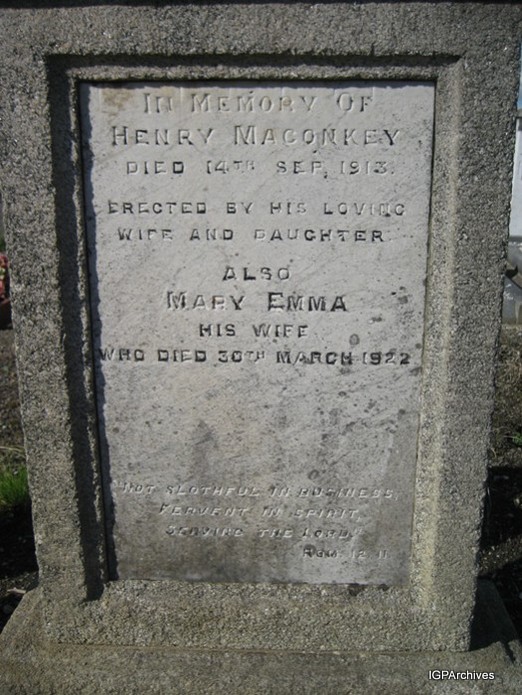 In Memory Of
Henry Maconkey
DIED 14TH SEP. 1913.
ERECTED BY HIS LOVING
WIFE AND DAUGHTER
ALSO
Mary Emma
HIS WIFE
WHO DIED 30TH MARCH 1922
"NOT SLOTHFUL IN BUSINESS
FERVENT IN SPIRIT,
SERVING THE LORD."
Rom. 12. 11.
IGPArchives